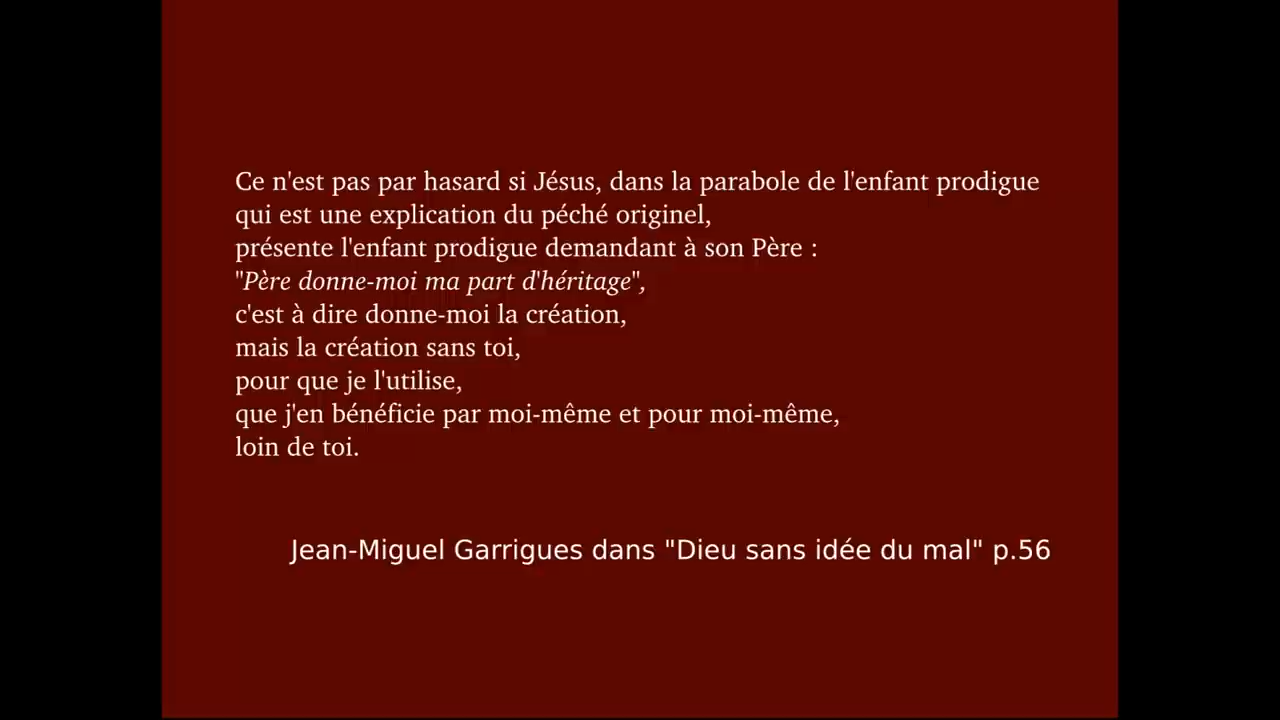 Ce n'est pas par hasard si Jésus, dans la parabole de l'enfant prodigue
qui est une explication du péché originel,
présente l'enfant prodigue demandant à son Père :
"Père donne-moi ma part d'héritage",
c'est à dire donne-moi la création,
mais la création sans toi,
pour que je l'utilise,
que j'en bénéficie par moi-même et pour moi-même,
loin de toi.
Jean-Miguel Garrigues dans "Dieu sans idée du mal" p.56